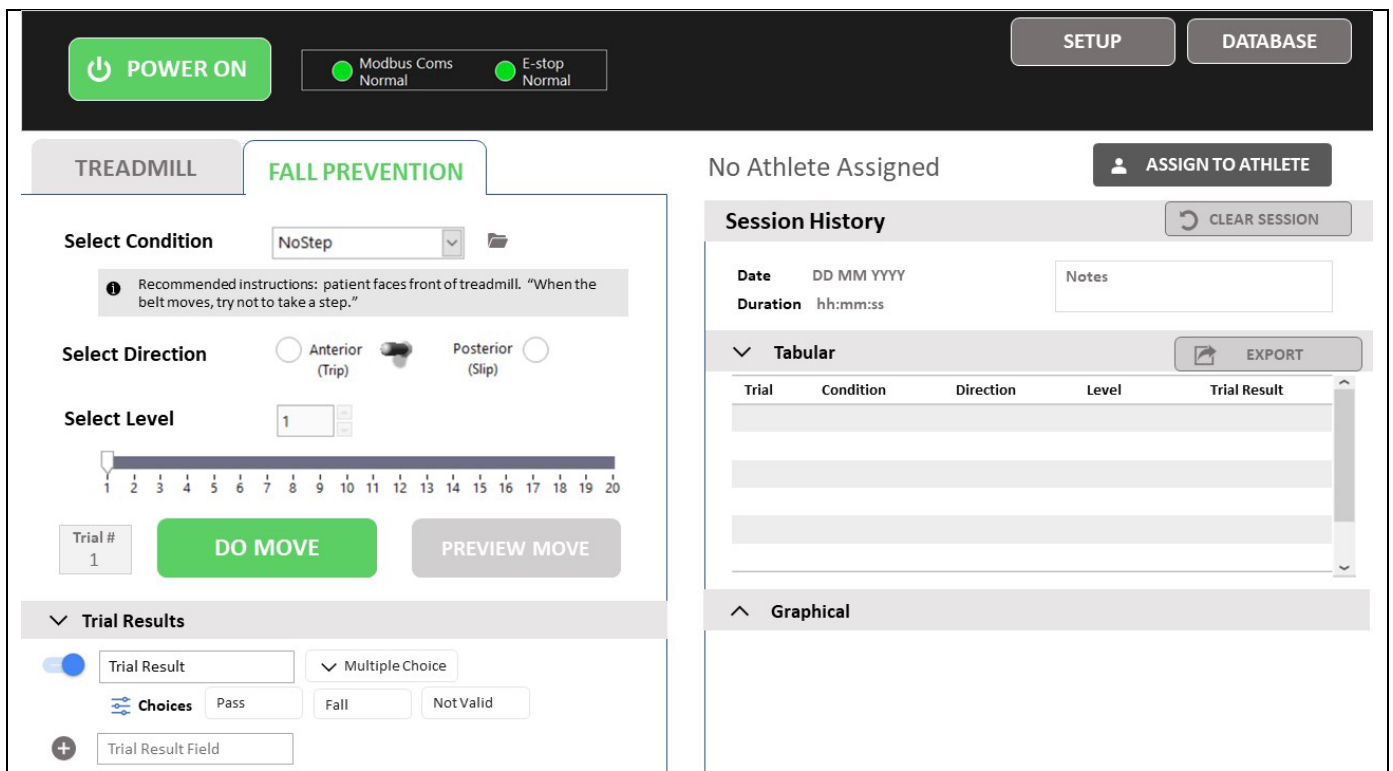 POWER ON
Modbus Coms
Normal
E-stop
Normal
SETUP
DATABASE
TREADMILL
FALL PREVENTION
Select Condition
NoStep
Recommended instructions: patient faces front of treadmill. “When the
belt moves, try not to take a step.”
Select Direction
Anterior
(Trip)
Posterior
(Slip)
Select Level
1
1 2 3 4 5 6 7 8 9 10 11 12 13 14 15 16 17 18 19 20
Trial #
1
DO MOVE
PREVIEW MOVE
Trial Results
Trial Result
Multiple Choice
Choices
Pass
Fall
Not Valid
Trial Result Field
No Athlete Assigned
ASSIGN TO ATHLETE
Session History
CLEAR SESSION
Date DD MM YYYY
Duration hh:mm:ss
Notes
Tabular
EXPORT
Trial Condition Direction Level Trial Result
Graphical